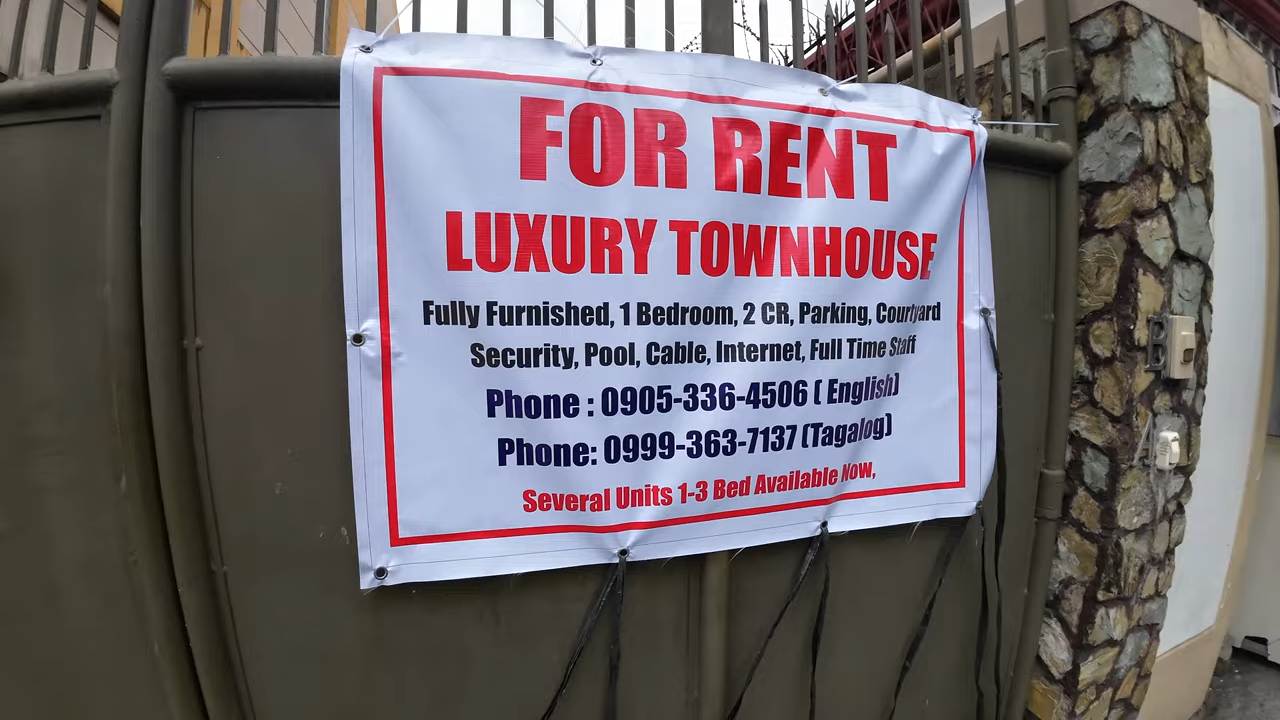 FOR RENT
LUXURY TOWNHOUSE
Fully Furnished, 1 Bedroom, 2 CR, Parking, Courtyard
Security, Pool, Cable, Internet, Full Time Staff
Phone : 0905-336-4506 ( English)
Phone: 0999-363-7137 (Tagalog)
Several Units 1-3 Bed Available Now,